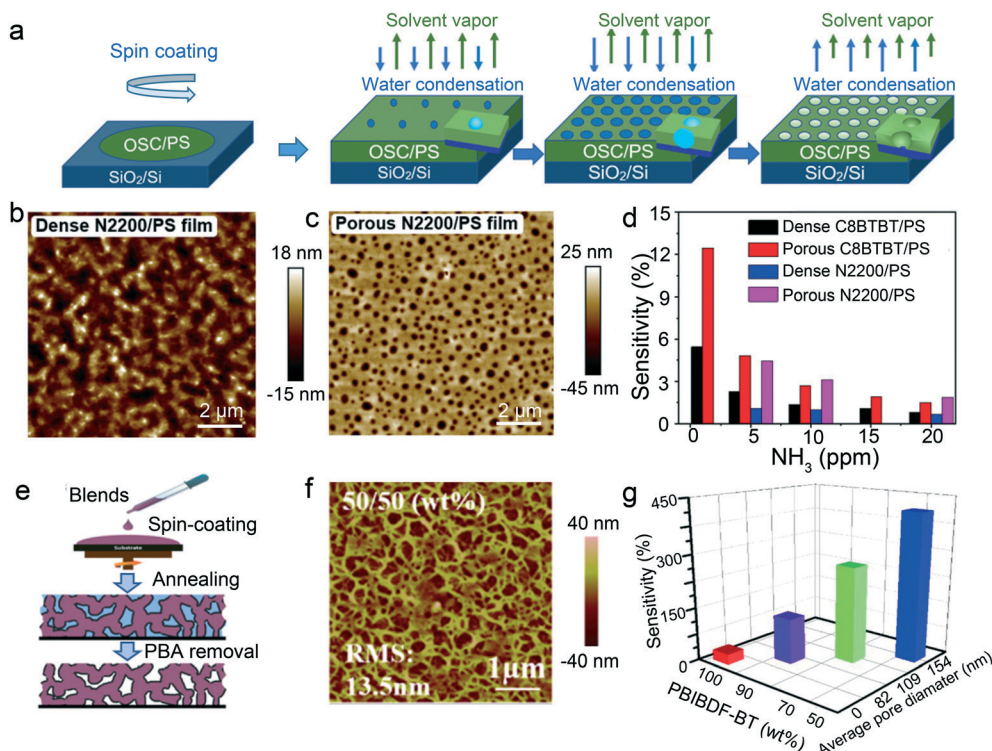 a
Spin coating
OSC/PS
SiO₂/Si
Solvent vapor
Water condensation
OSC/PS
SiO₂/Si
Solvent vapor
Water condensation
OSC/PS
SiO₂/Si
Solvent vapor
OSC/PS
SiO₂/Si
b
Dense N2200/PS film
2 μm
18 nm
-15 nm
c
Porous N2200/PS film
2 μm
25 nm
-45 nm
d
Sensitivity (%)
15
12
9
6
3
0
Dense C8BTBT/PS
Porous C8BTBT/PS
Dense N2200/PS
Porous N2200/PS
0 5 10 15 20
NH₃ (ppm)
e
Blends
Spin-coating
Substrate
Annealing
PBA removal
f
50/50 (wt%)
RMS:
13.5nm
1μm
40 nm
-40 nm
g
Sensitivity (%)
450
300
150
0
100 90 70 50
PBIBDF-BT (wt%)
0 82 109 154
Average pore diamater (nm)